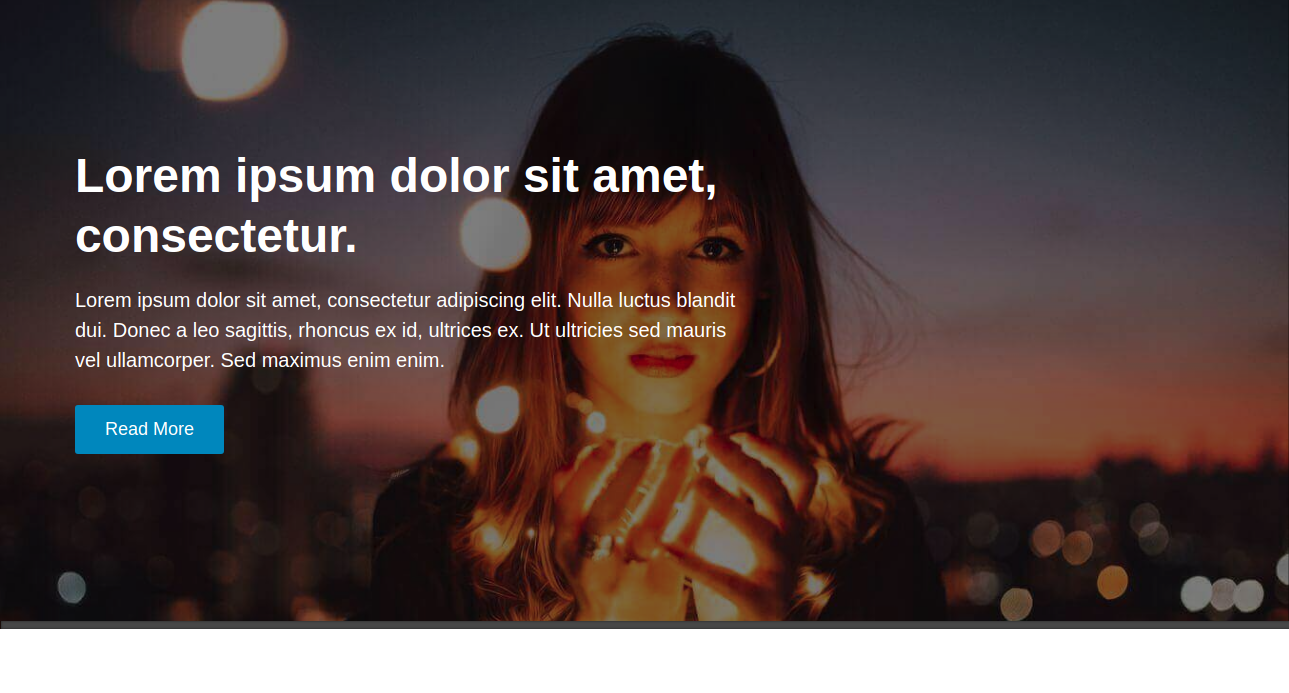 Lorem ipsum dolor sit amet,
consectetur.
Lorem ipsum dolor sit amet, consectetur adipiscing elit. Nulla luctus blandit
dui. Donec a leo sagittis, rhoncus ex id, ultrices ex. Ut ultricies sed mauris
vel ullamcorper. Sed maximus enim enim.
Read More